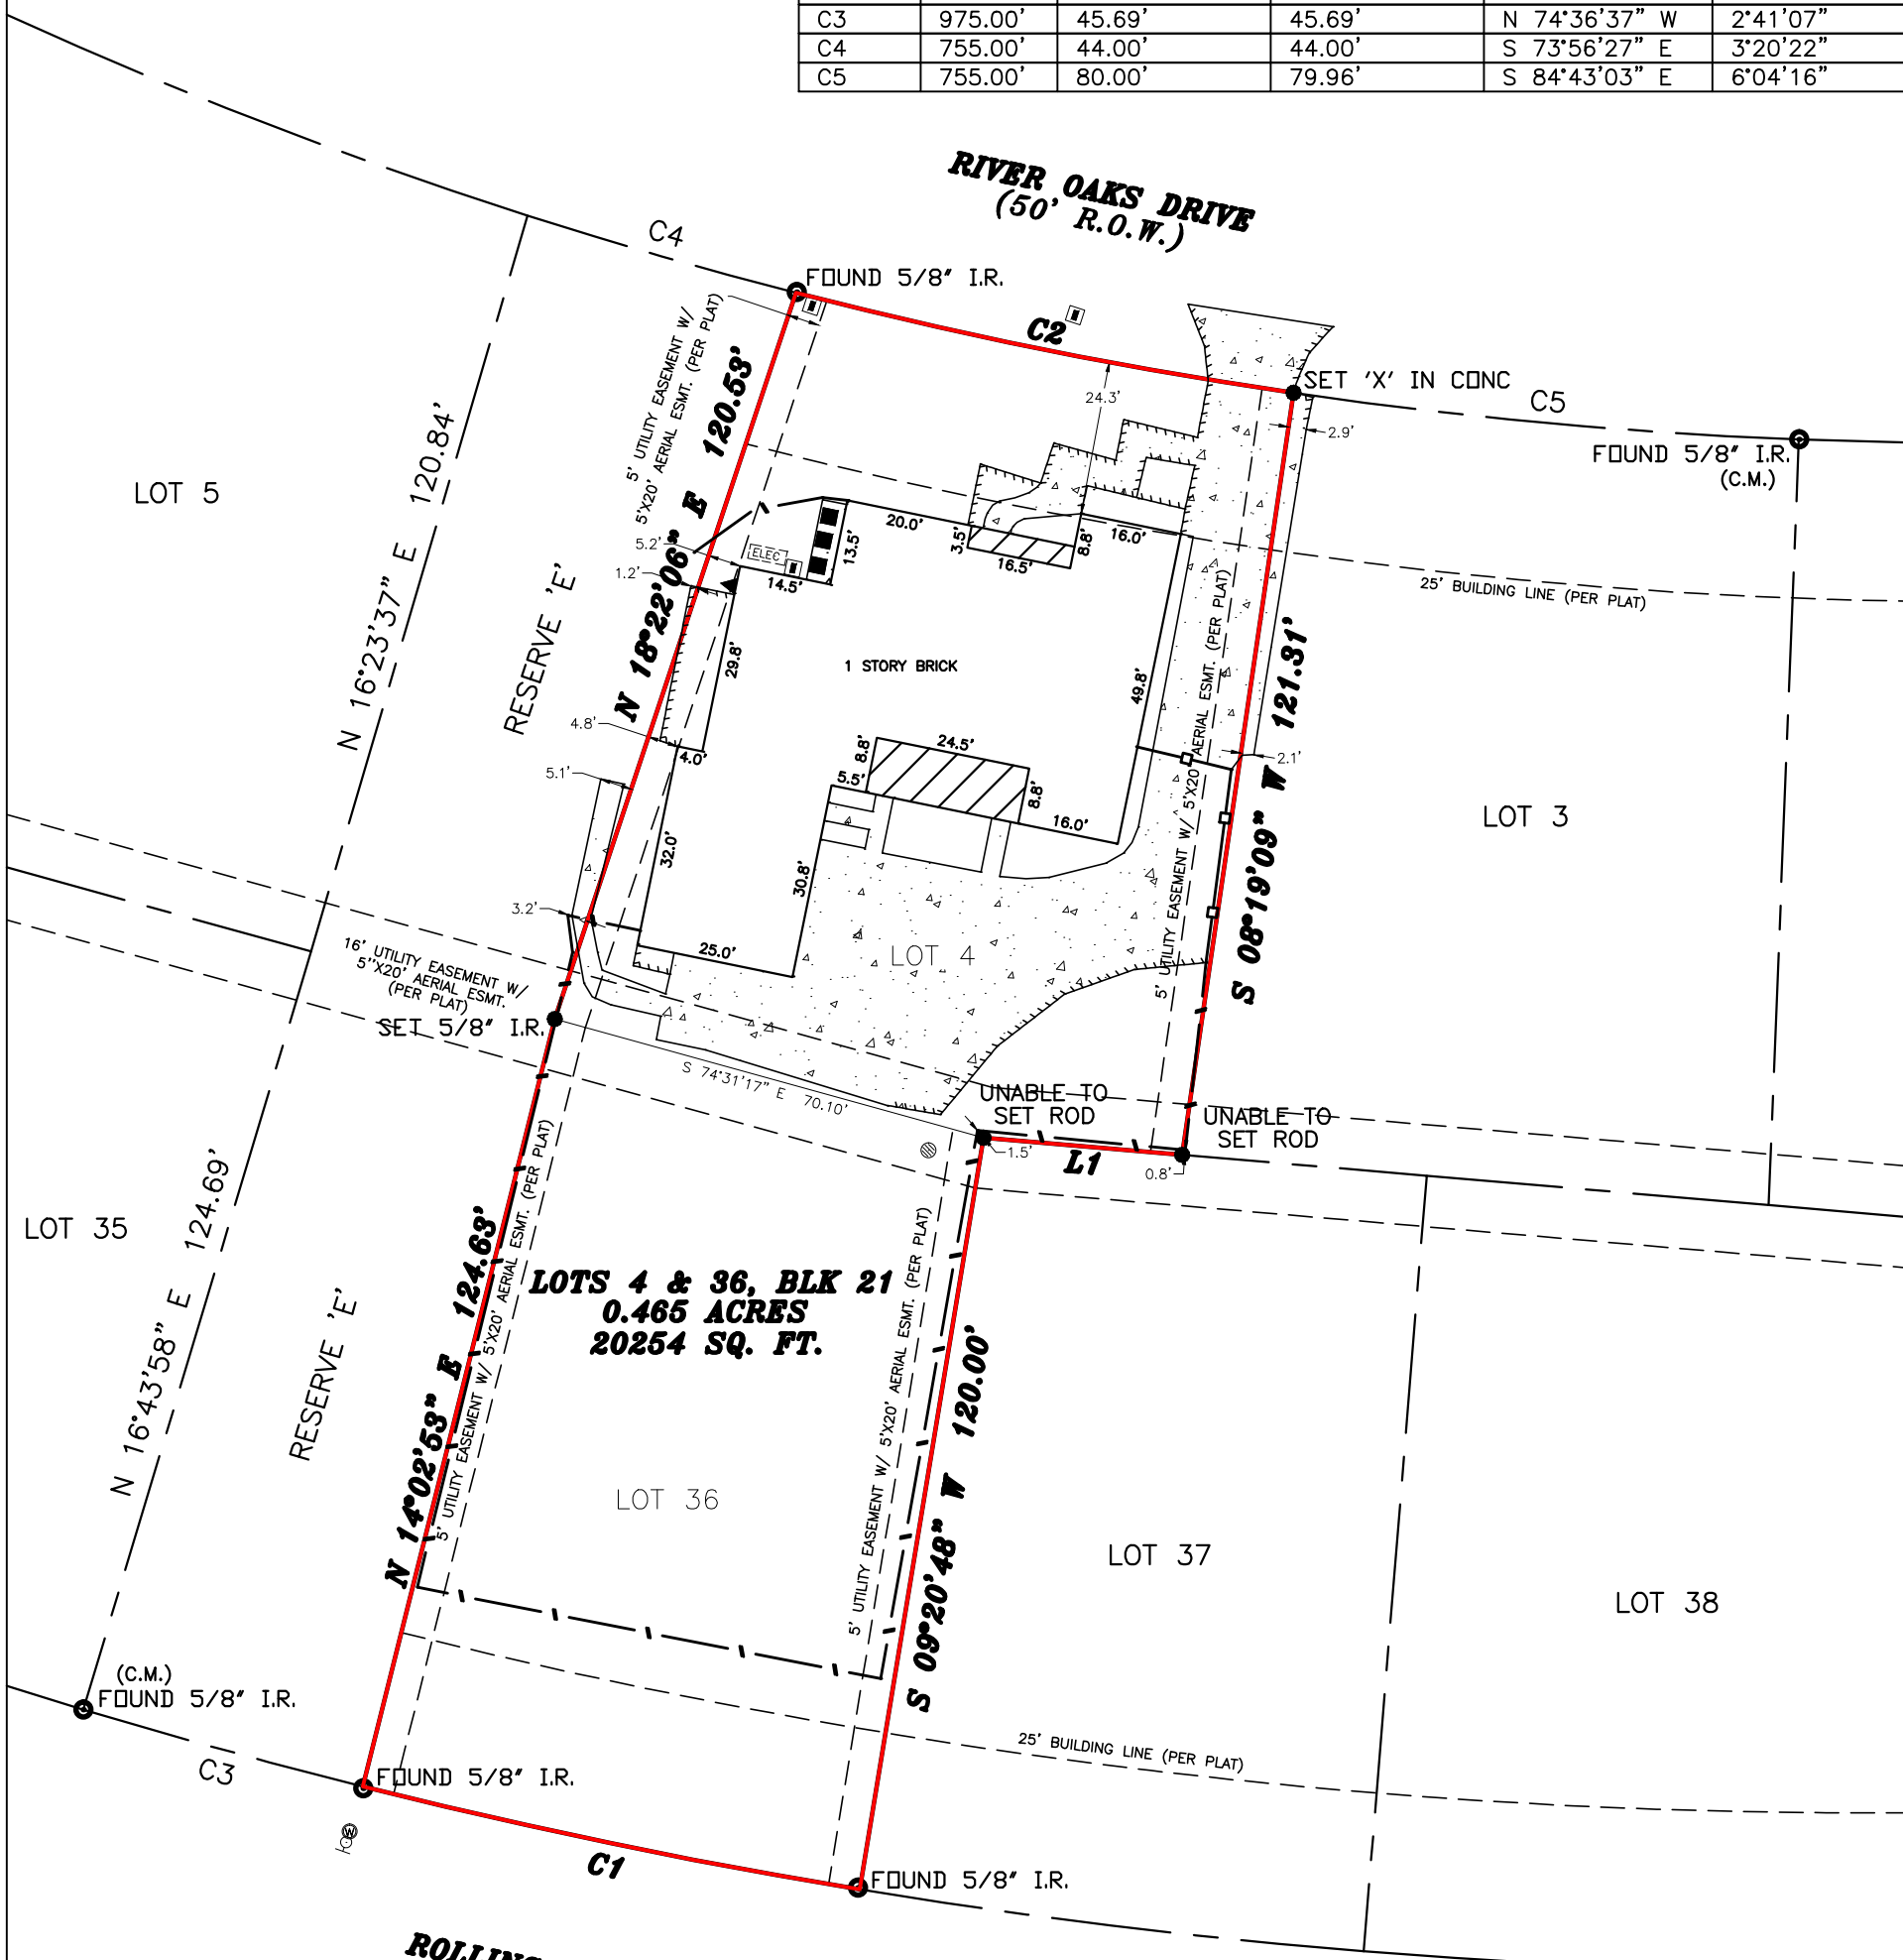 C3 975.00' 45.69' 45.69' N 74°36'37" W 2°41'07"
C4 755.00' 44.00' 44.00' S 73°56'27" E 3°20'22"
C5 755.00' 80.00' 79.96' S 84°43'03" E 6°04'16"
RIVER OAKS DRIVE
(50' R.O.W.)
C4
FOUND 5/8" I.R.
C2
SET 'X' IN CONC
C5
FOUND 5/8" I.R.
(C.M.)
5' UTILITY EASEMENT W/
5'X20' AERIAL ESMT. (PER PLAT)
N 18°22'06" E 120.53'
24.3'
2.9'
LOT 5
N 16°23'37" E 120.84'
RESERVE 'E'
5.2'
1.2'
ELEC
14.5'
13.5'
20.0'
3.5'
16.5'
8.8'
16.0'
25' BUILDING LINE (PER PLAT)
29.8'
1 STORY BRICK
49.8'
5' UTILITY EASEMENT W/ 5'X20' AERIAL ESMT. (PER PLAT)
S 08°19'09" W 121.31'
4.8'
4.0'
5.1'
8.8'
24.5'
5.5'
8.8'
16.0'
2.1'
LOT 3
32.0'
30.8'
3.2'
25.0'
LOT 4
16' UTILITY EASEMENT W/
5''X20' AERIAL ESMT.
(PER PLAT)
SET 5/8" I.R.
S 74°31'17" E 70.10'
UNABLE TO
SET ROD
UNABLE TO
SET ROD
1.5'
L1
0.8'
LOT 35
N 16°43'58" E 124.69'
RESERVE 'E'
N 14°02'53" E 124.63'
5' UTILITY EASEMENT W/ 5'X20' AERIAL ESMT. (PER PLAT)
LOTS 4 & 36, BLK 21
0.465 ACRES
20254 SQ. FT.
5' UTILITY EASEMENT W/ 5'X20' AERIAL ESMT. (PER PLAT)
S 09°20'48" W 120.00'
LOT 36
LOT 37
LOT 38
(C.M.)
FOUND 5/8" I.R.
C3
FOUND 5/8" I.R.
25' BUILDING LINE (PER PLAT)
W
C1
FOUND 5/8" I.R.